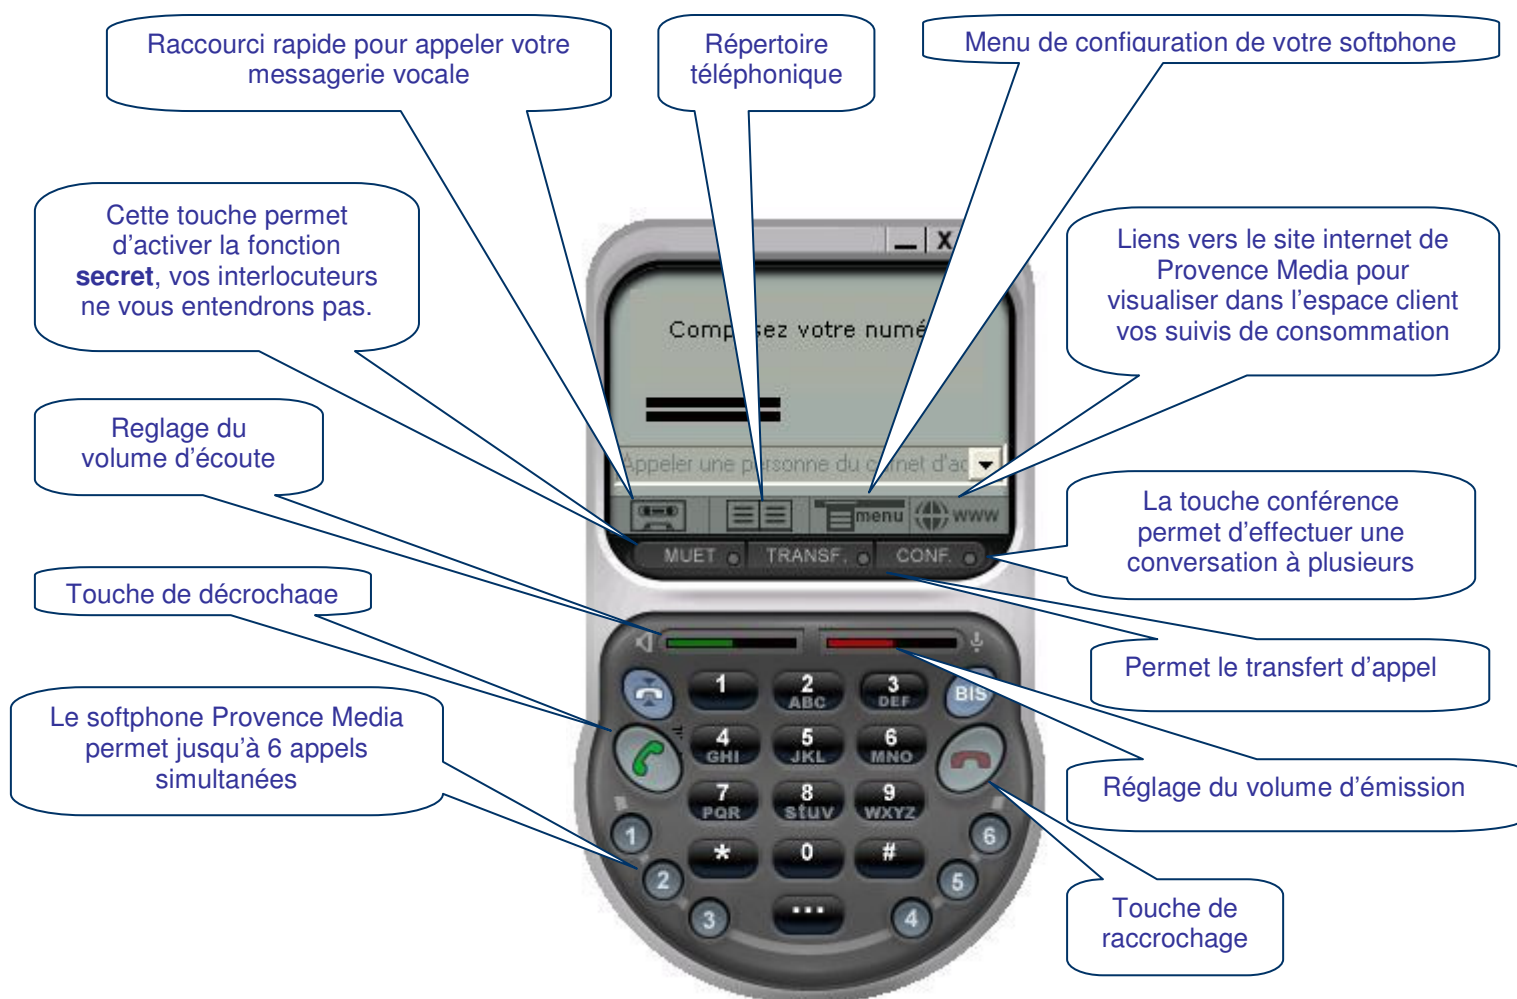 Raccourci rapide pour appeler votre
messagerie vocale
Répertoire
téléphonique
Menu de configuration de votre softphone
Cette touche permet
d'activer la fonction
secret, vos interlocuteurs
ne vous entendrons pas.
Liens vers le site internet de
Provence Media pour
visualiser dans l'espace client
vos suivis de consommation
Reglage du
volume d'écoute
La touche conférence
permet d'effectuer une
conversation à plusieurs
Touche de décrochage
Permet le transfert d'appel
Le softphone Provence Media
permet jusqu'à 6 appels
simultanées
Réglage du volume d'émission
Touche de
raccrochage
X
votre
Appeler une personne du carnet
menu www
MUET TRANSF. CONF.
1 2 ABC 3 DEF BIS
4 GHI 5 JKL 6 MNO
7 PQR 8 stuv 9 WXYZ
* 0 #
...
1 2 3 4 5 6